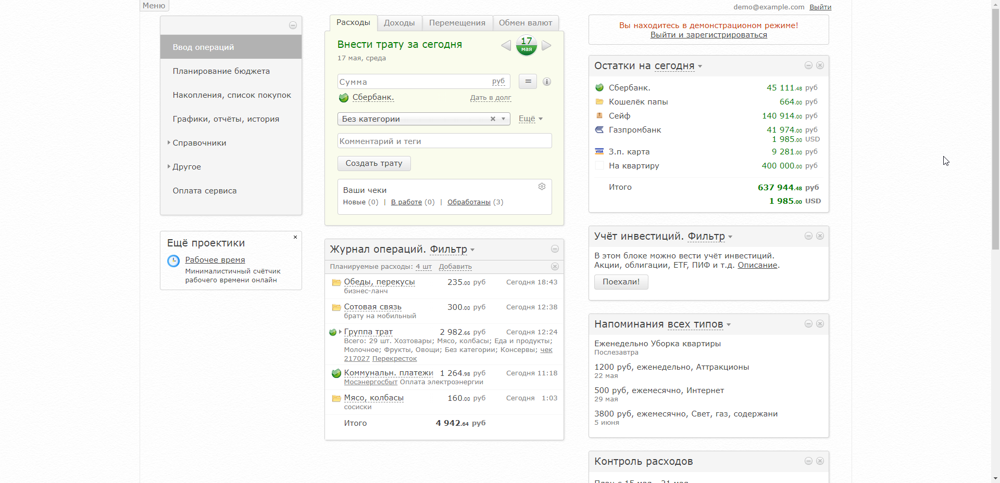 Меню
demo@example.com Выйти
Ввод операций
Планирование бюджета
Накопления, список покупок
Графики, отчёты, история
Справочники
Другое
Оплата сервиса
Ещё проектики
×
Рабочее время
Минималистичный счётчик
рабочего времени онлайн
Расходы Доходы Перемещения Обмен валют
Внести трату за сегодня
17 мая
17 мая, среда
Сумма руб =
Сбербанк. Дать в долг
Без категории × Ещё
Комментарий и теги
Создать трату
Ваши чеки
Новые (0) | В работе (0) | Обработаны (3)
Журнал операций. Фильтр
Планируемые расходы: 4 шт Добавить
Обеды, перекусы 235.00 руб Сегодня 18:43
бизнес-ланч
Сотовая связь 300.00 руб Сегодня 12:38
брату на мобильный
Группа трат 2 982.66 руб Сегодня 12:24
Всего: 29 шт. Хозтовары; Мясо, колбасы; Еда и продукты;
Молочное; Фрукты, Овощи; Без категории; Консервы; чек
217027 Перекресток
Коммунальн. платежи 1 264.98 руб Сегодня 11:18
Мосэнергосбыт Оплата электроэнергии
Мясо, колбасы 160.00 руб Сегодня 1:03
сосиски
Итого 4 942.64 руб
Вы находитесь в демонстрационом режиме!
Выйти и зарегистрироваться
Остатки на сегодня
Сбербанк. 45 111.48 руб
Кошелёк папы 664.00 руб
Сейф 140 914.00 руб
Газпромбанк 41 974.00 руб
1 985.00 USD
VISA З.п. карта 9 281.00 руб
На квартиру 400 000.00 руб
Итого 637 944.48 руб
1 985.00 USD
Учёт инвестиций. Фильтр
В этом блоке можно вести учёт инвестиций.
Акции, облигации, ETF, ПИФ и т.д. Описание.
Поехали!
Напоминания всех типов
Еженедельно Уборка квартиры
Послезавтра
1200 руб, еженедельно, Аттракционы
22 мая
500 руб, ежемесячно, Интернет
29 мая
3800 руб, ежемесячно, Свет, газ, содержани
5 июня
Контроль расходов
План с 15 мая - 21 мая